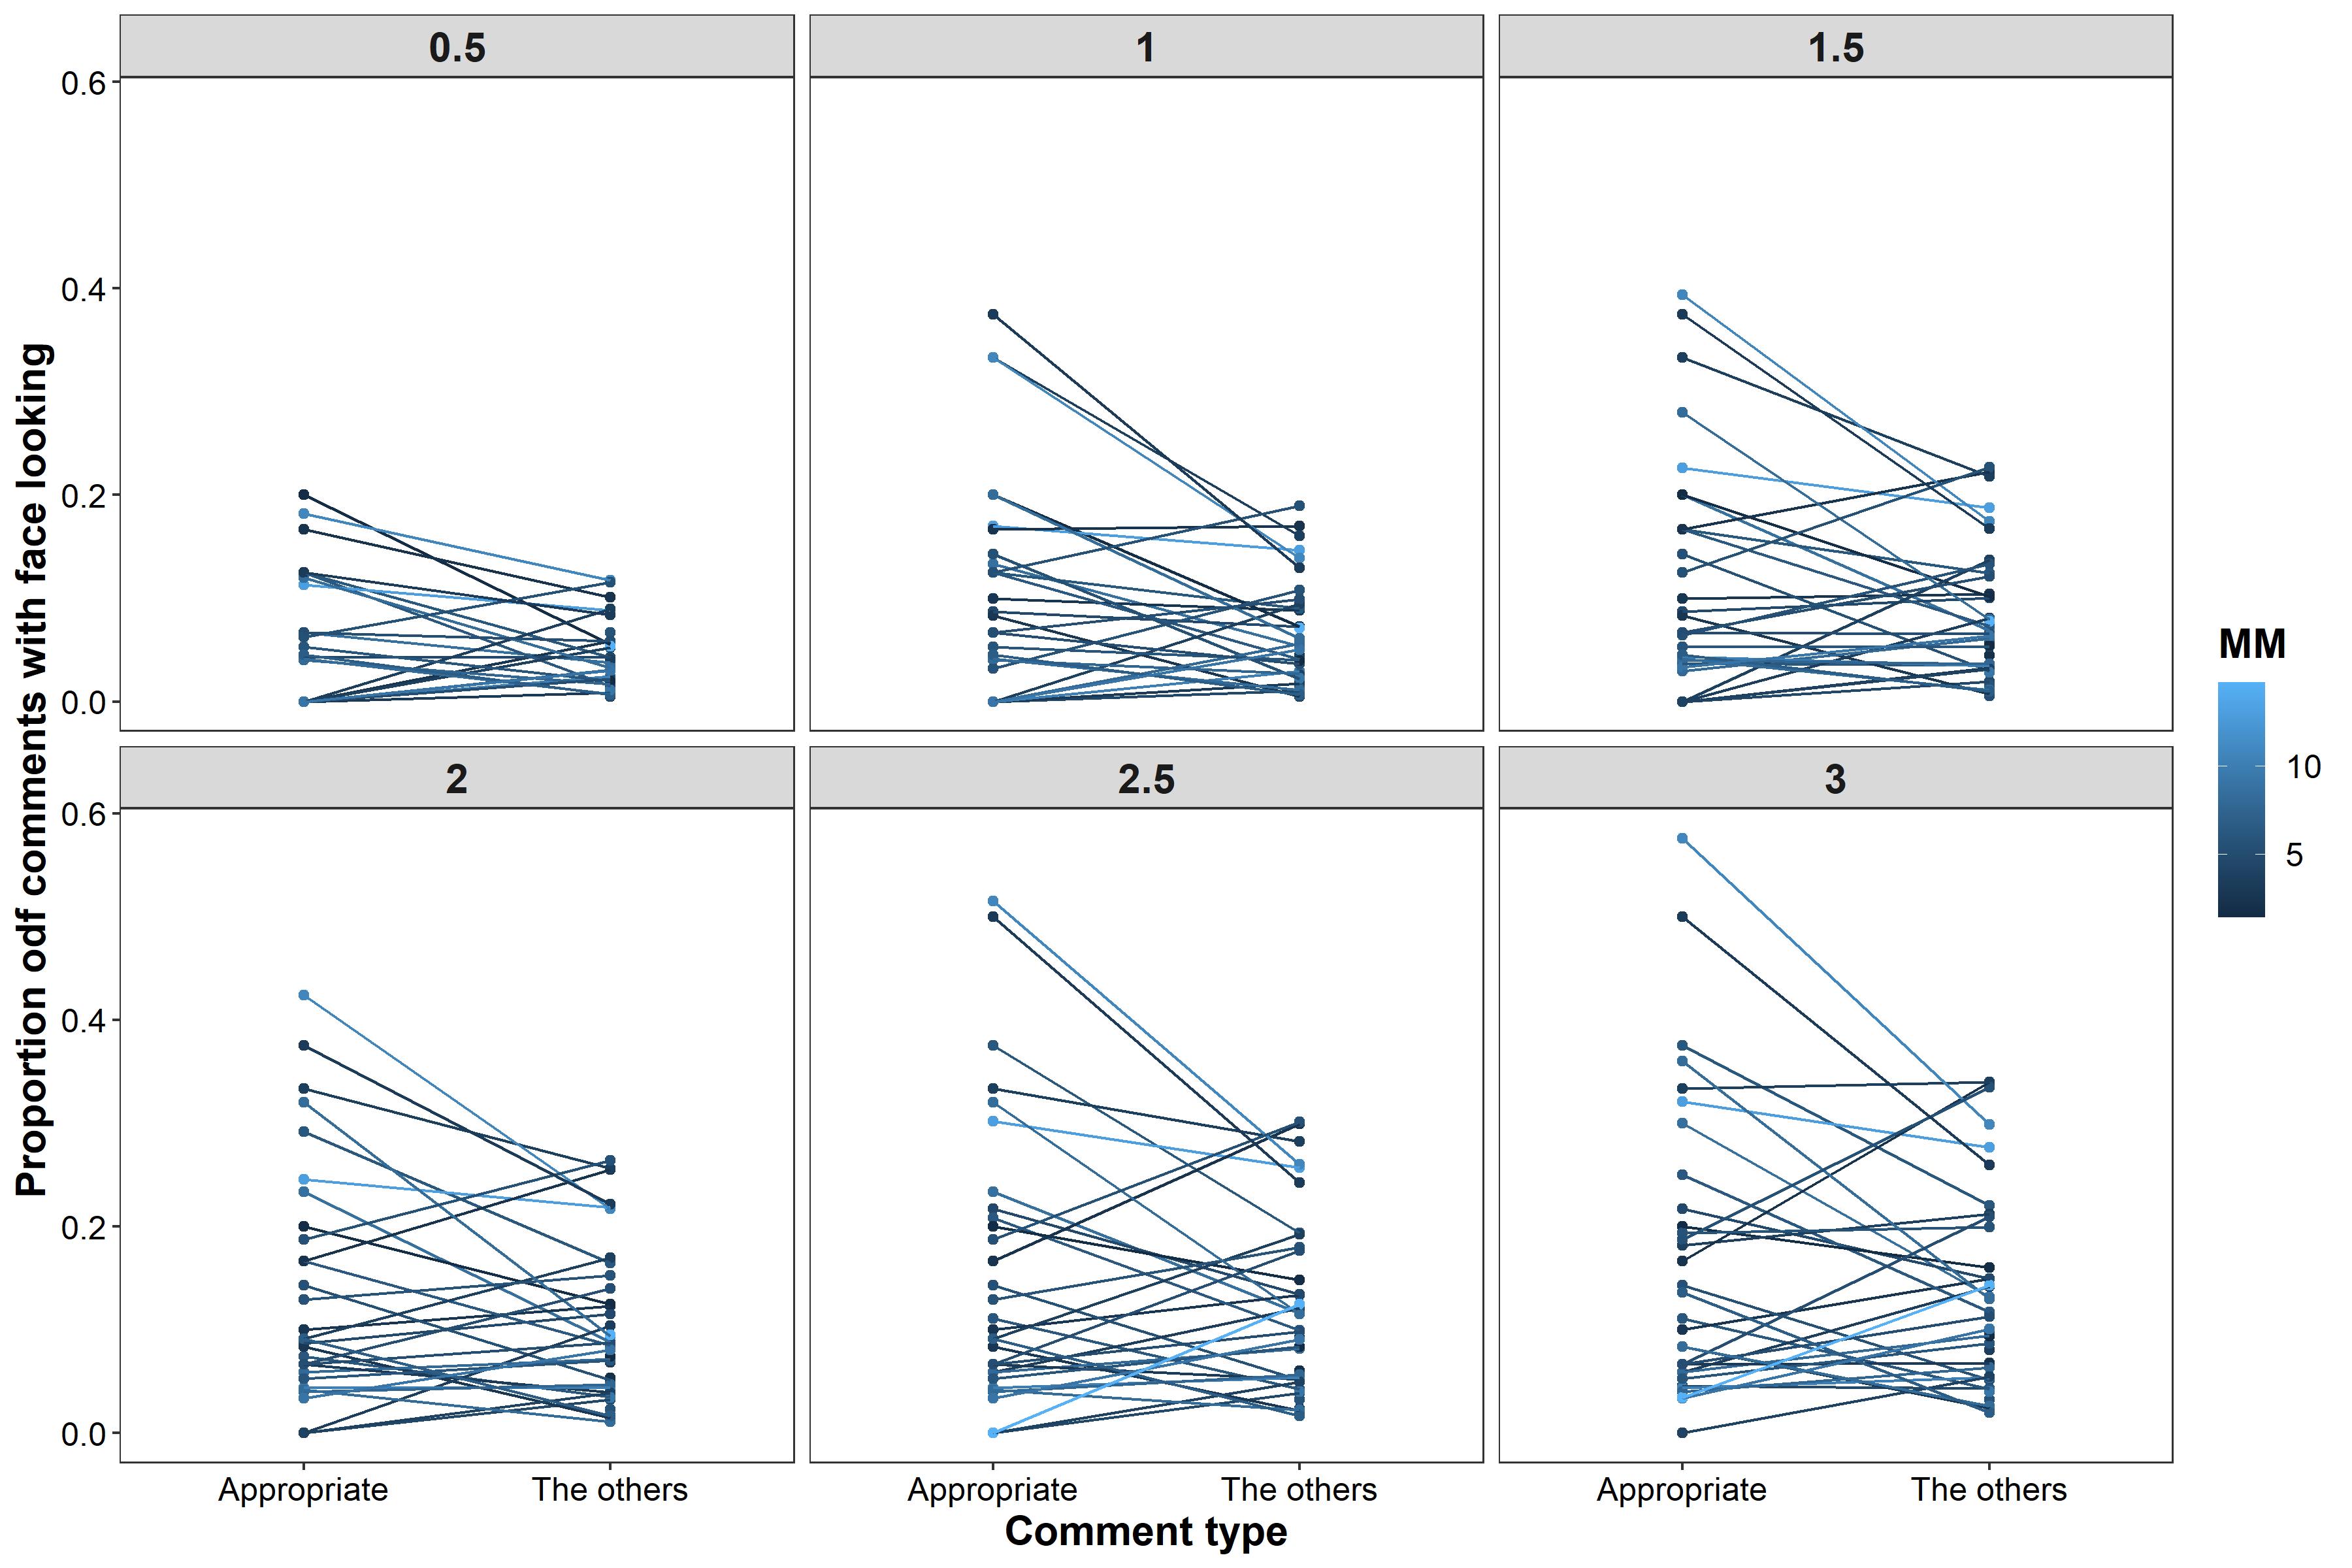 0.5
1
1.5
0.6
0.4
0.2
0.0
2
2.5
3
0.6
0.4
0.2
0.0
Proportion odf comments with face looking
Appropriate
The others
Appropriate
The others
Appropriate
The others
Comment type
MM
10
5